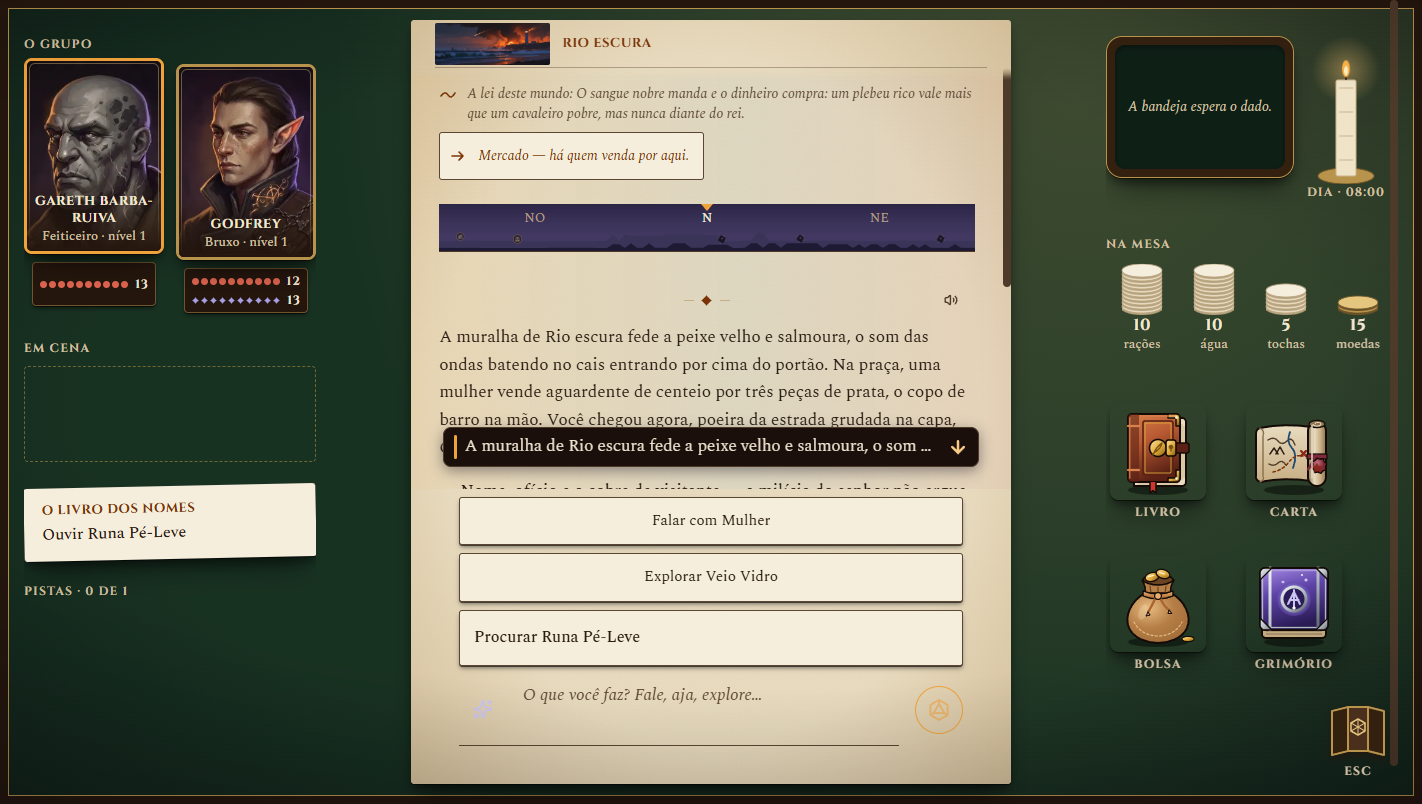 O GRUPO
GARETH BARBA-
RUIVA
Feiticeiro · nível 1
13
GODFREY
Bruxo · nível 1
12
13
EM CENA
O LIVRO DOS NOMES
Ouvir Runa Pé-Leve
PISTAS · 0 DE 1
RIO ESCURA
A lei deste mundo: O sangue nobre manda e o dinheiro compra: um plebeu rico vale mais
que um cavaleiro pobre, mas nunca diante do rei.
Mercado — há quem venda por aqui.
NO
N
NE
A muralha de Rio escura fede a peixe velho e salmoura, o som das
ondas batendo no cais entrando por cima do portão. Na praça, uma
mulher vende aguardente de centeio por três peças de prata, o copo de
barro na mão. Você chegou agora, poeira da estrada grudada na capa,
A muralha de Rio escura fede a peixe velho e salmoura, o som ...
Falar com Mulher
Explorar Veio Vidro
Procurar Runa Pé-Leve
O que você faz? Fale, aja, explore...
A bandeja espera o dado.
DIA · 08:00
NA MESA
10
rações
10
água
5
tochas
15
moedas
LIVRO
CARTA
BOLSA
GRIMÓRIO
ESC